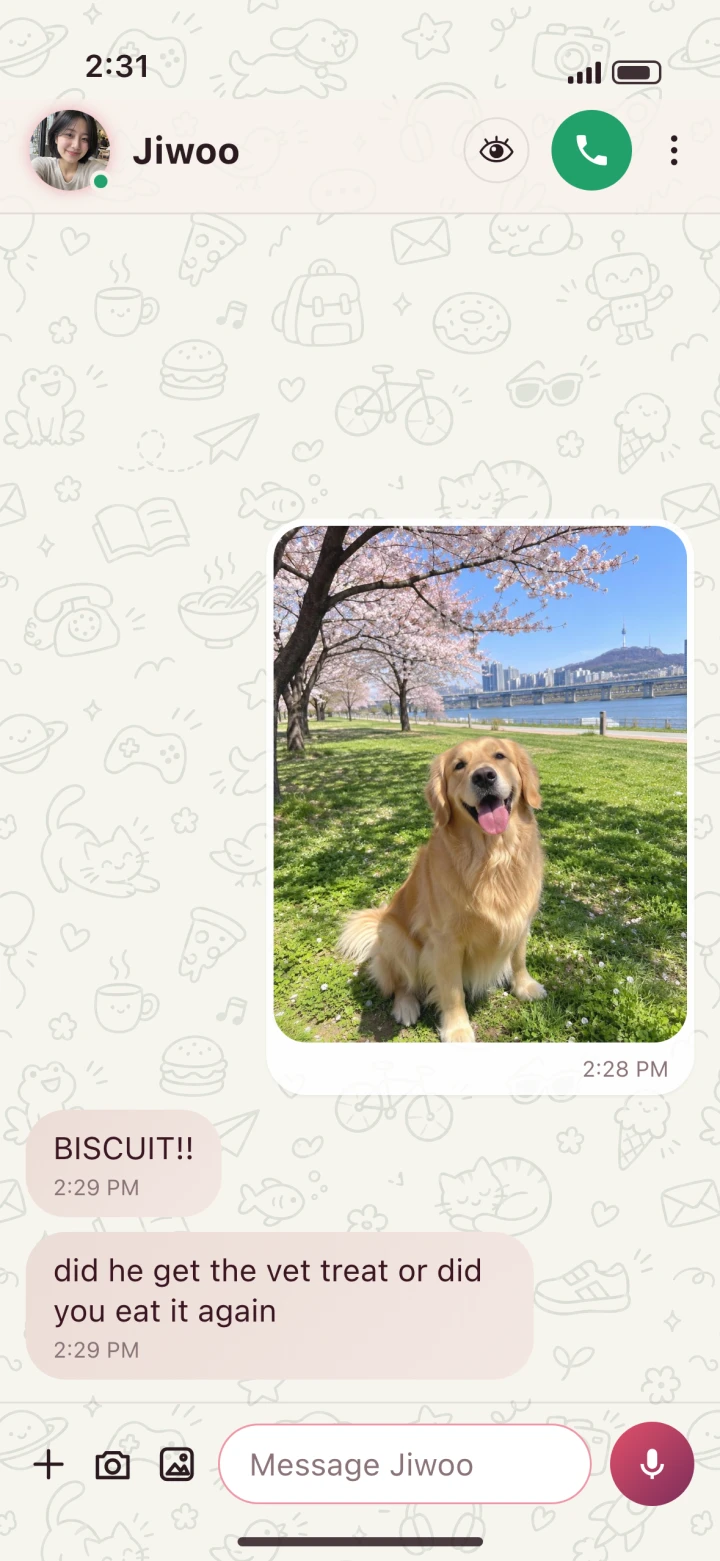 2:31
Jiwoo
2:28 PM
BISCUIT!!
2:29 PM
did he get the vet treat or did
you eat it again
2:29 PM
Message Jiwoo